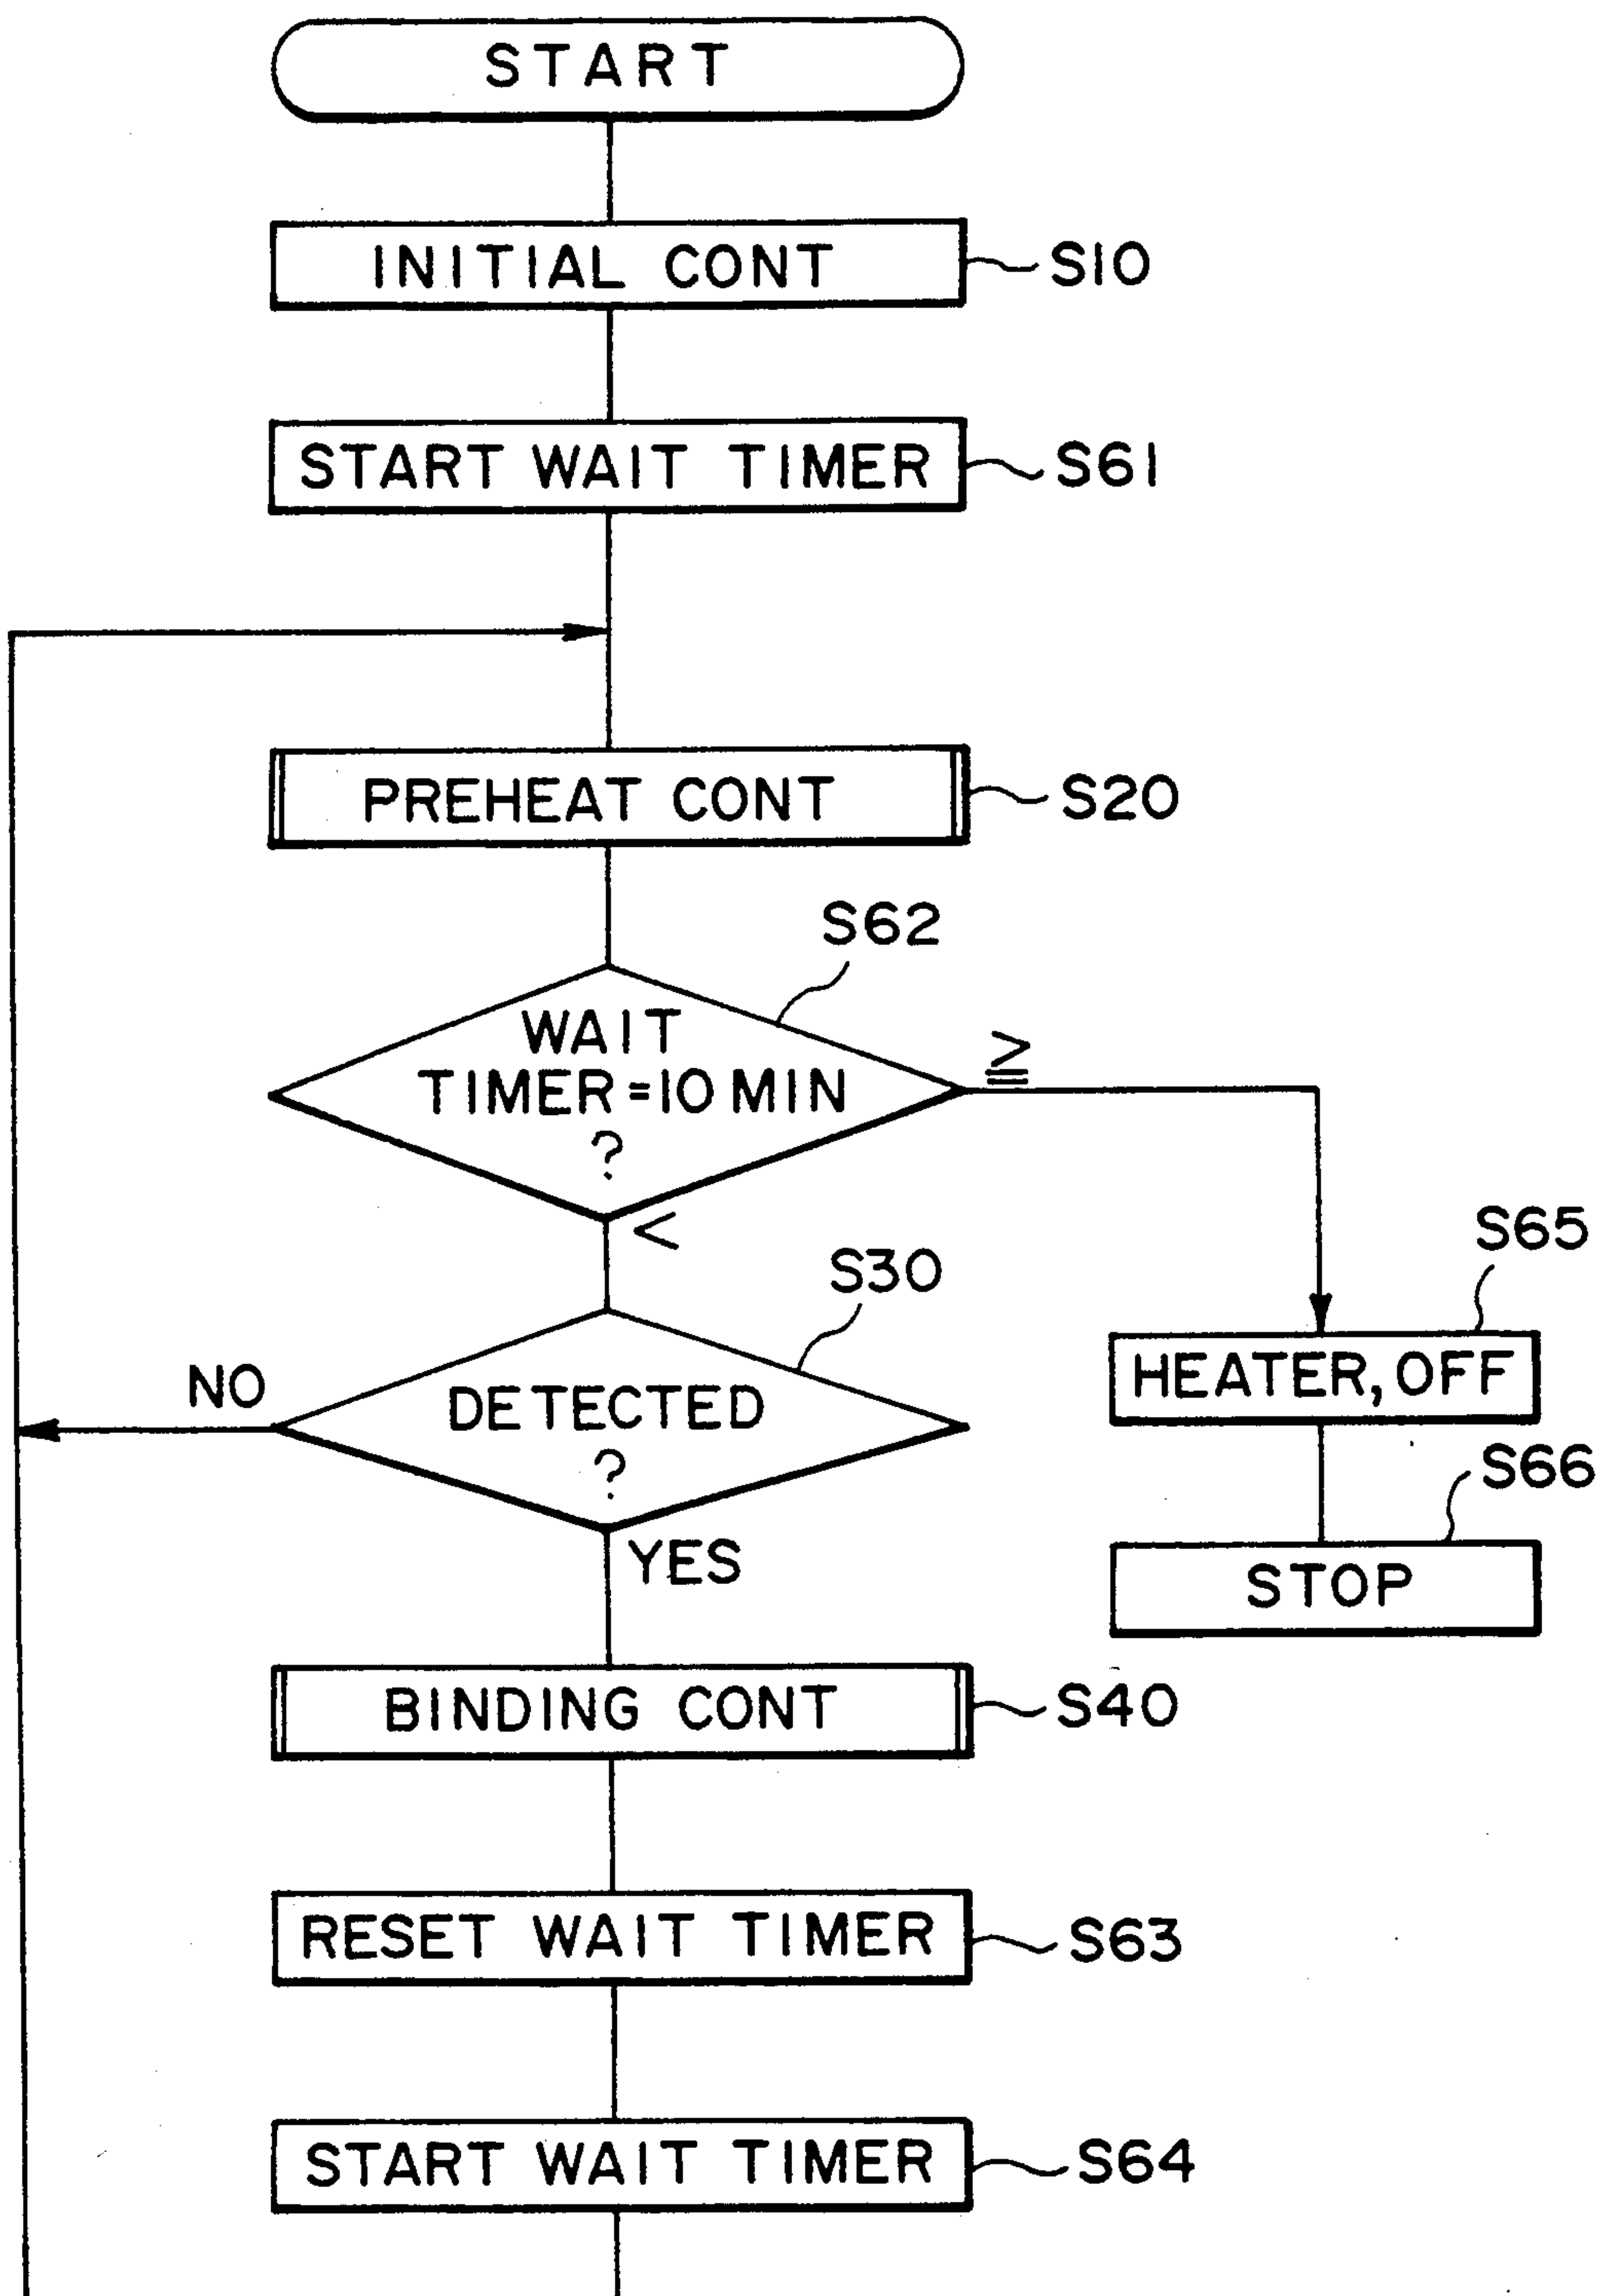 START
INITIAL CONT
S10
START WAIT TIMER
S61
PREHEAT CONT
S20
S62
WAIT
TIMER=10 MIN
?
≧
<
S65
S30
HEATER, OFF
NO
DETECTED
?
S66
YES
STOP
BINDING CONT
S40
RESET WAIT TIMER
S63
START WAIT TIMER
S64